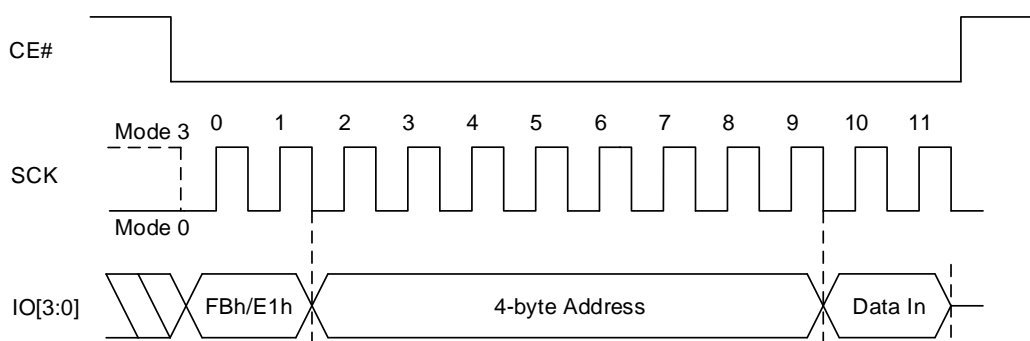 CE#
Mode 3 0 1 2 3 4 5 6 7 8 9 10 11
SCK
Mode 0
IO[3:0] FBh/E1h 4-byte Address Data In